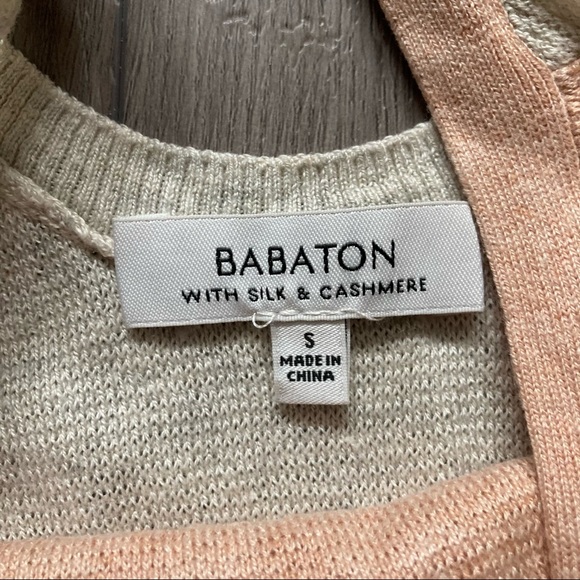 BABATON
WITH SILK & CASHMERE
S
MADE IN
CHINA